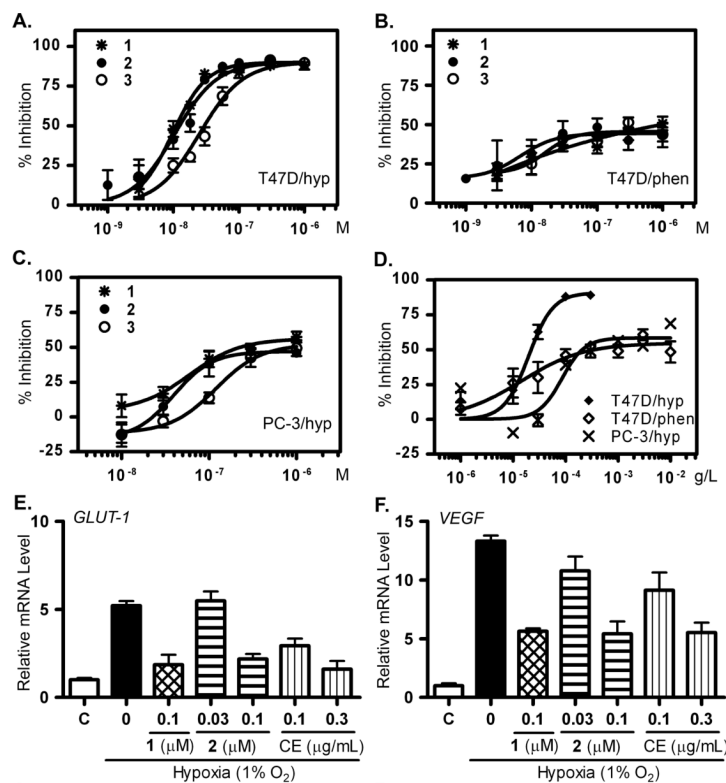 A.
100
75
50
25
0
% Inhibition
1
2
3
T47D/hyp
10⁻⁹ 10⁻⁸ 10⁻⁷ 10⁻⁶ M
B.
100
75
50
25
0
% Inhibition
1
2
3
T47D/phen
10⁻⁹ 10⁻⁸ 10⁻⁷ 10⁻⁶ M
C.
100
75
50
25
0
-25
% Inhibition
1
2
3
PC-3/hyp
10⁻⁸ 10⁻⁷ 10⁻⁶ M
D.
100
75
50
25
0
-25
% Inhibition
T47D/hyp
T47D/phen
PC-3/hyp
10⁻⁶ 10⁻⁵ 10⁻⁴ 10⁻³ 10⁻² g/L
E.
GLUT-1
10
5
0
Relative mRNA Level
C 0 0.1 0.03 0.1 0.1 0.3
1 (μM) 2 (μM) CE (μg/mL)
Hypoxia (1% O₂)
F.
VEGF
15
10
5
0
Relative mRNA Level
C 0 0.1 0.03 0.1 0.1 0.3
1 (μM) 2 (μM) CE (μg/mL)
Hypoxia (1% O₂)